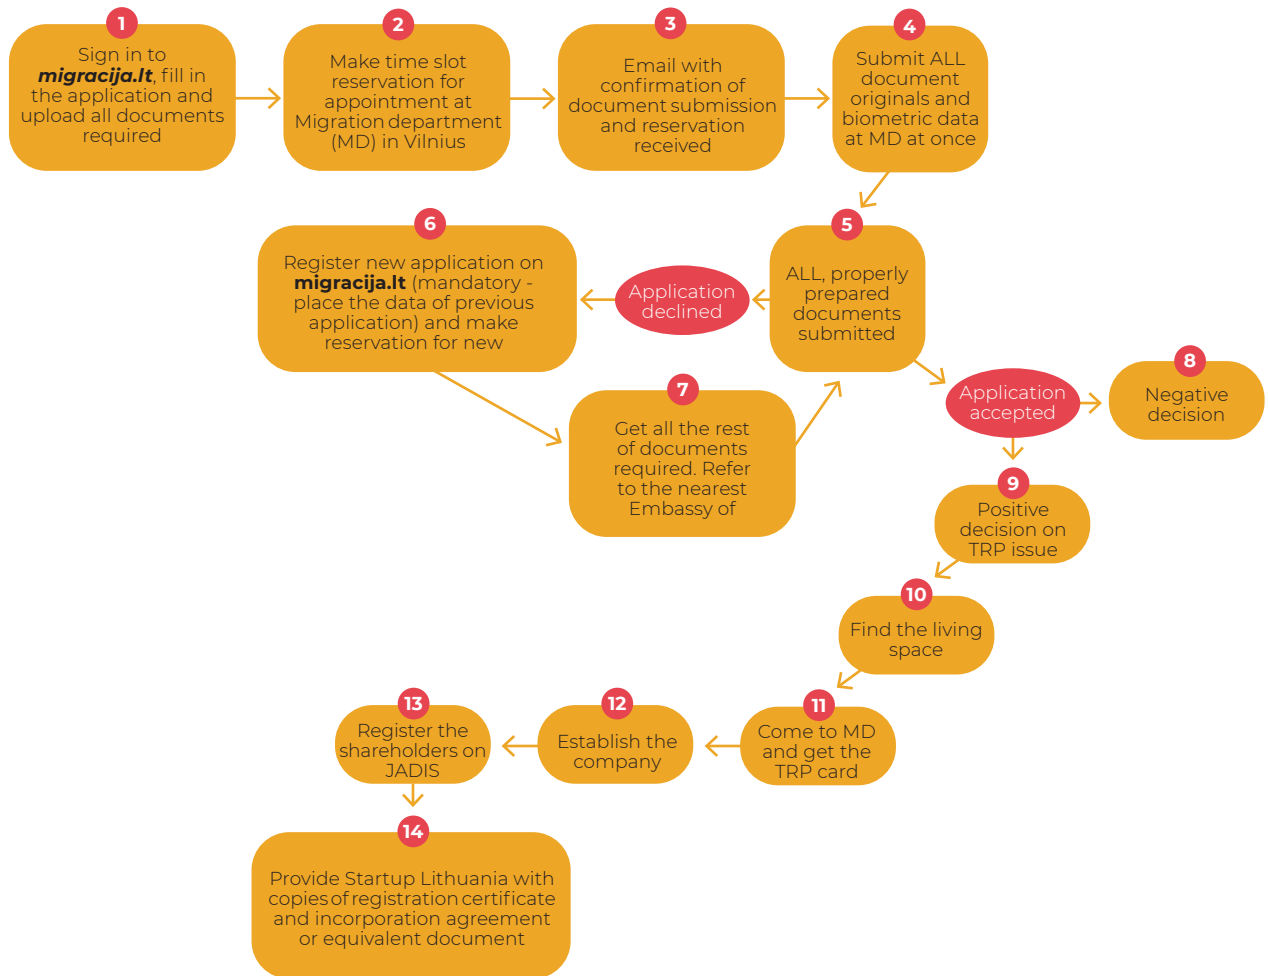 1
Sign in to
migracija.lt, fill in
the application and
upload all documents
required
2
Make time slot
reservation for
appointment at
Migration department
(MD) in Vilnius
3
Email with
confirmation of
document submission
and reservation
received
4
Submit ALL
document
originals and
biometric data
at MD at once
5
ALL, properly
prepared
documents
submitted
Application
declined
6
Register new application on
migracija.lt (mandatory -
place the data of previous
application) and make
reservation for new
7
Get all the rest
of documents
required. Refer
to the nearest
Embassy of
Application
accepted
8
Negative
decision
9
Positive
decision on
TRP issue
10
Find the living
space
11
Come to MD
and get the
TRP card
12
Establish the
company
13
Register the
shareholders on
JADIS
14
Provide Startup Lithuania with
copies of registration certificate
and incorporation agreement
or equivalent document